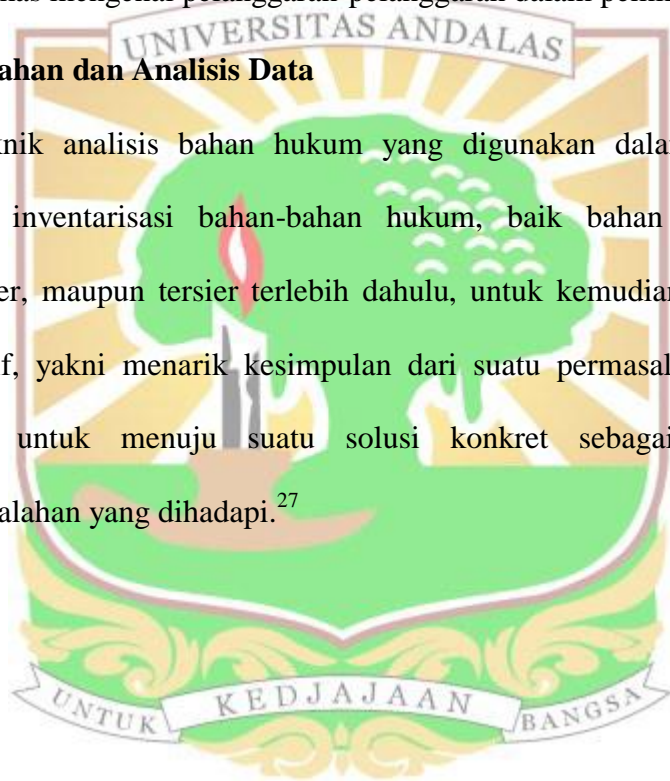 mengenai pelanggaran-pelanggaran dalam
UNIVERSITAS ANDALAS
ahan dan Analisis Data
knik analisis bahan hukum yang digunakan dala
inventarisasi bahan-bahan hukum, baik bahan
er, maupun tersier terlebih dahulu, untuk kemudian
if, yakni menarik kesimpulan dari suatu permasal
untuk menuju suatu solusi konkret sebagai
alahan yang dihadapi.27
UNTUK KEDJAJAAN BANGSA